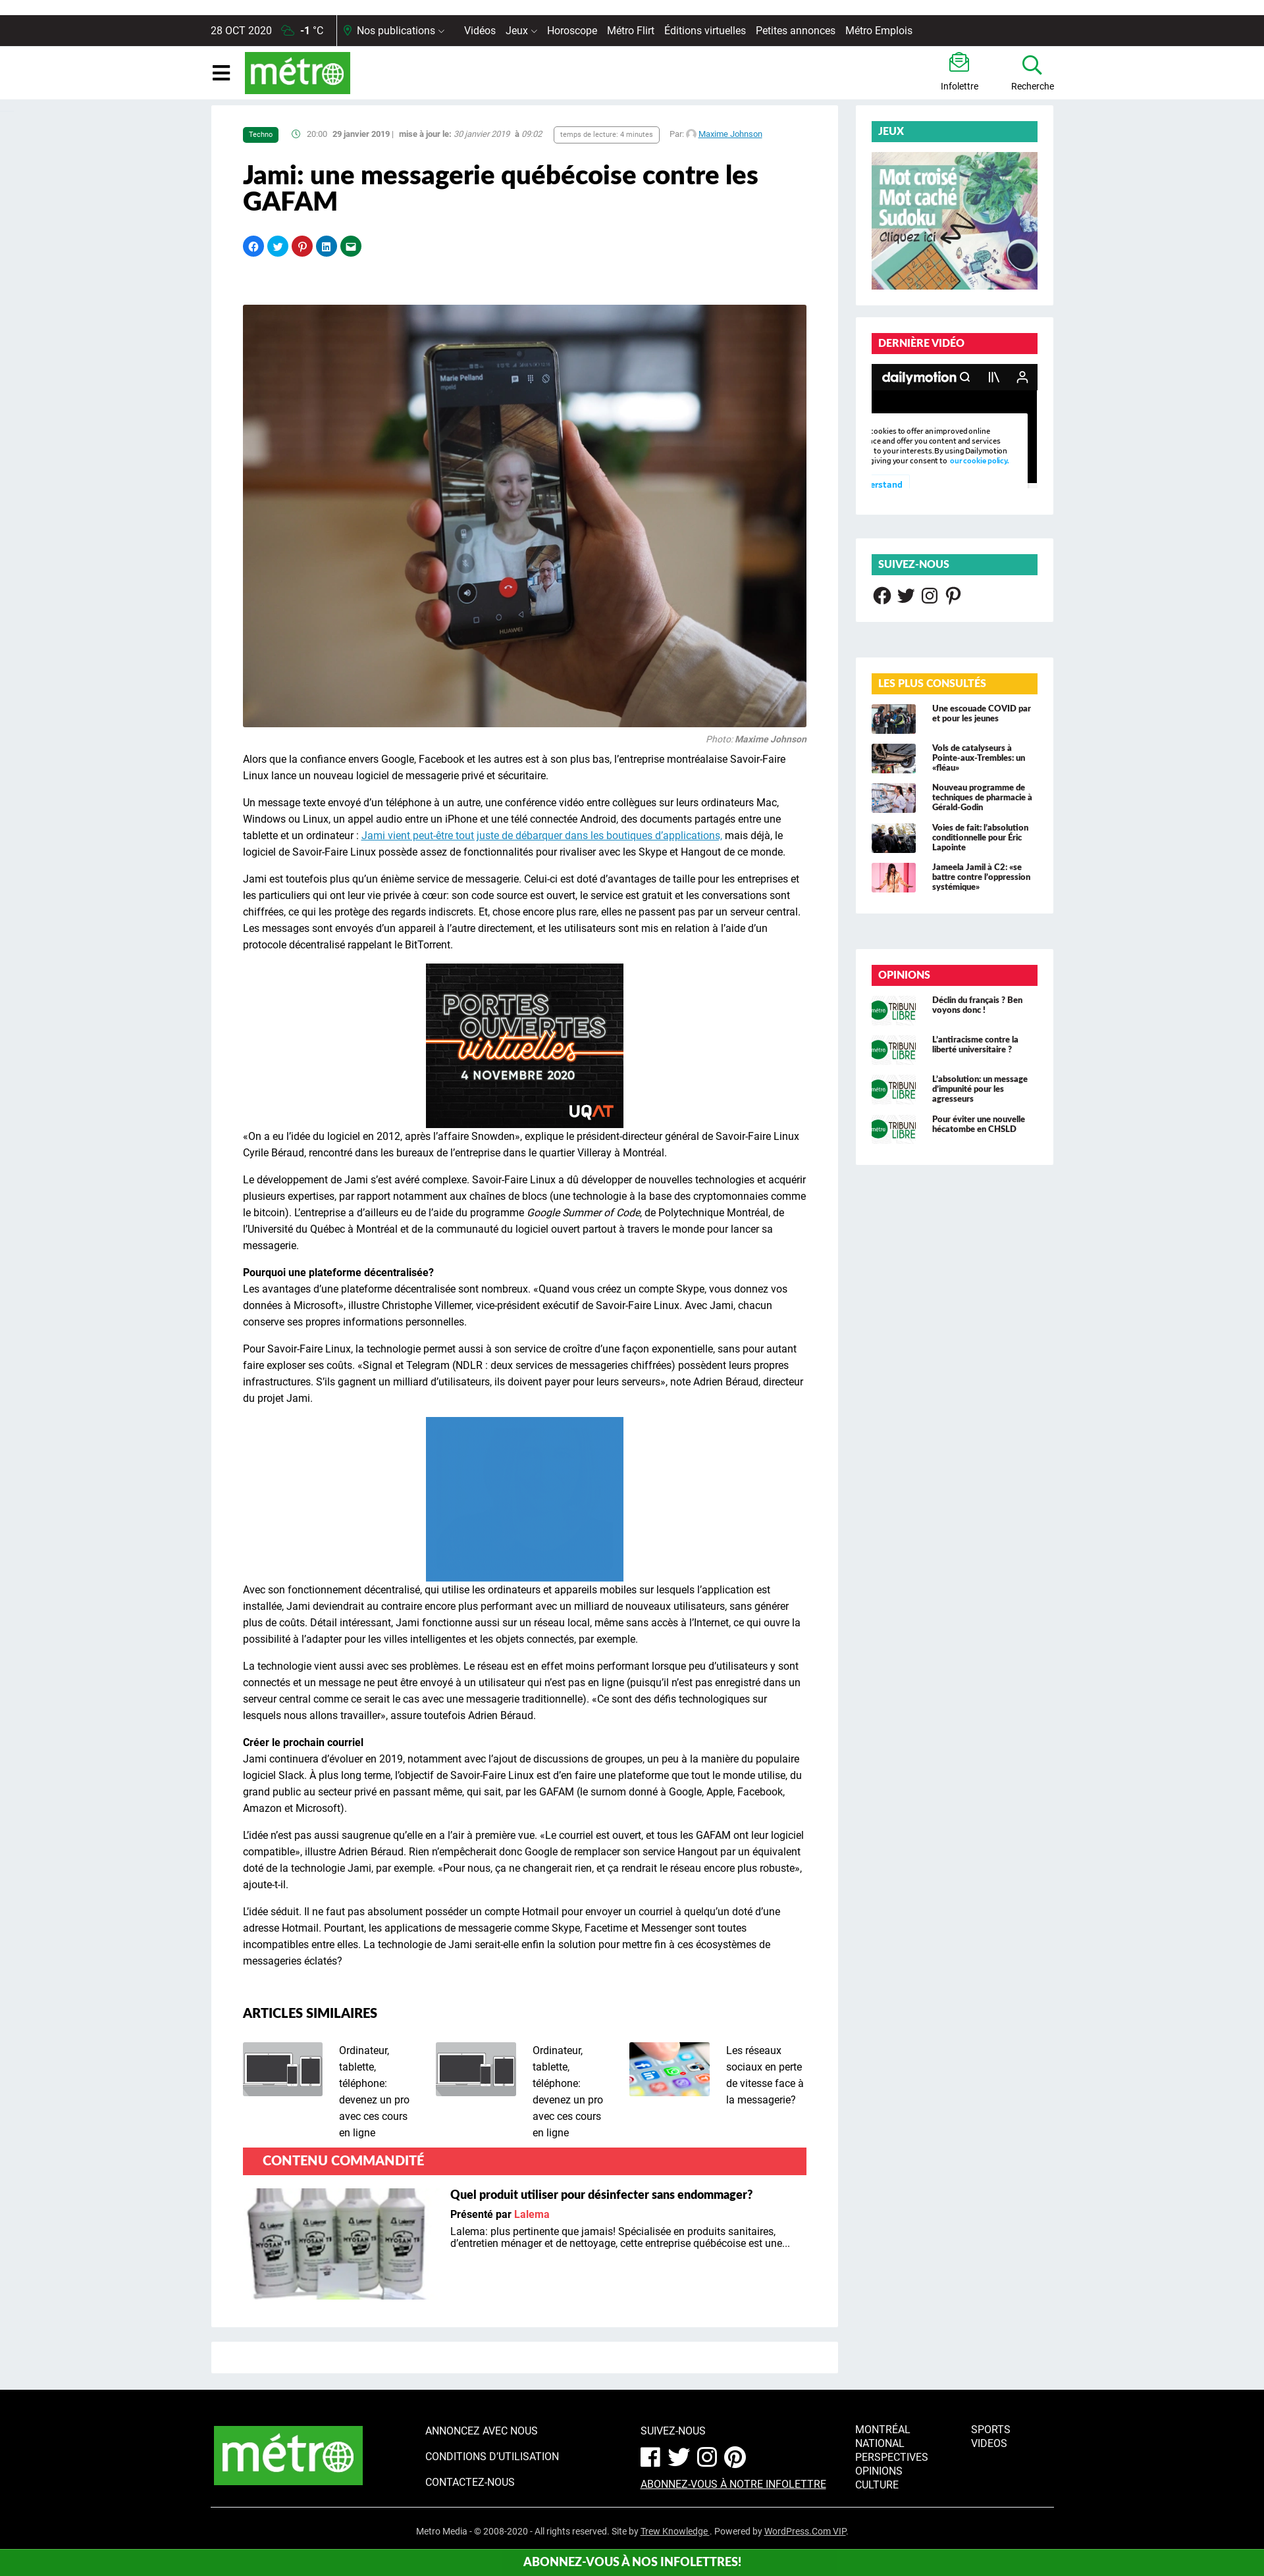 28 OCT 2020 -1 °C Nos publications Vidéos Jeux Horoscope Métro Flirt Éditions virtuelles Petites annonces Métro Emplois
métro
Infolettre
Recherche
Techno 20:00 29 janvier 2019 | mise à jour le: 30 janvier 2019 à 09:02 temps de lecture: 4 minutes Par: Maxime Johnson
Jami: une messagerie québécoise contre les
GAFAM
Marie Pelland
mpeld
HUAWEI
Photo: Maxime Johnson
Alors que la confiance envers Google, Facebook et les autres est à son plus bas, l’entreprise montréalaise Savoir-Faire
Linux lance un nouveau logiciel de messagerie privé et sécuritaire.
Un message texte envoyé d’un téléphone à un autre, une conférence vidéo entre collègues sur leurs ordinateurs Mac,
Windows ou Linux, un appel audio entre un iPhone et une télé connectée Android, des documents partagés entre une
tablette et un ordinateur : Jami vient peut-être tout juste de débarquer dans les boutiques d’applications, mais déjà, le
logiciel de Savoir-Faire Linux possède assez de fonctionnalités pour rivaliser avec les Skype et Hangout de ce monde.
Jami est toutefois plus qu’un énième service de messagerie. Celui-ci est doté d’avantages de taille pour les entreprises et
les particuliers qui ont leur vie privée à cœur: son code source est ouvert, le service est gratuit et les conversations sont
chiffrées, ce qui les protège des regards indiscrets. Et, chose encore plus rare, elles ne passent pas par un serveur central.
Les messages sont envoyés d’un appareil à l’autre directement, et les utilisateurs sont mis en relation à l’aide d’un
protocole décentralisé rappelant le BitTorrent.
PORTES
OUVERTES
virtuelles
4 NOVEMBRE 2020
UQAT
«On a eu l’idée du logiciel en 2012, après l’affaire Snowden», explique le président-directeur général de Savoir-Faire Linux
Cyrile Béraud, rencontré dans les bureaux de l’entreprise dans le quartier Villeray à Montréal.
Le développement de Jami s’est avéré complexe. Savoir-Faire Linux a dû développer de nouvelles technologies et acquérir
plusieurs expertises, par rapport notamment aux chaînes de blocs (une technologie à la base des cryptomonnaies comme
le bitcoin). L’entreprise a d’ailleurs eu de l’aide du programme Google Summer of Code, de Polytechnique Montréal, de
l’Université du Québec à Montréal et de la communauté du logiciel ouvert partout à travers le monde pour lancer sa
messagerie.
Pourquoi une plateforme décentralisée?
Les avantages d’une plateforme décentralisée sont nombreux. «Quand vous créez un compte Skype, vous donnez vos
données à Microsoft», illustre Christophe Villemer, vice-président exécutif de Savoir-Faire Linux. Avec Jami, chacun
conserve ses propres informations personnelles.
Pour Savoir-Faire Linux, la technologie permet aussi à son service de croître d’une façon exponentielle, sans pour autant
faire exploser ses coûts. «Signal et Telegram (NDLR : deux services de messageries chiffrées) possèdent leurs propres
infrastructures. S’ils gagnent un milliard d’utilisateurs, ils doivent payer pour leurs serveurs», note Adrien Béraud, directeur
du projet Jami.
Avec son fonctionnement décentralisé, qui utilise les ordinateurs et appareils mobiles sur lesquels l’application est
installée, Jami deviendrait au contraire encore plus performant avec un milliard de nouveaux utilisateurs, sans générer
plus de coûts. Détail intéressant, Jami fonctionne aussi sur un réseau local, même sans accès à l’Internet, ce qui ouvre la
possibilité à l’adapter pour les villes intelligentes et les objets connectés, par exemple.
La technologie vient aussi avec ses problèmes. Le réseau est en effet moins performant lorsque peu d’utilisateurs y sont
connectés et un message ne peut être envoyé à un utilisateur qui n’est pas en ligne (puisqu’il n’est pas enregistré dans un
serveur central comme ce serait le cas avec une messagerie traditionnelle). «Ce sont des défis technologiques sur
lesquels nous allons travailler», assure toutefois Adrien Béraud.
Créer le prochain courriel
Jami continuera d’évoluer en 2019, notamment avec l’ajout de discussions de groupes, un peu à la manière du populaire
logiciel Slack. À plus long terme, l’objectif de Savoir-Faire Linux est d’en faire une plateforme que tout le monde utilise, du
grand public au secteur privé en passant même, qui sait, par les GAFAM (le surnom donné à Google, Apple, Facebook,
Amazon et Microsoft).
L’idée n’est pas aussi saugrenue qu’elle en a l’air à première vue. «Le courriel est ouvert, et tous les GAFAM ont leur logiciel
compatible», illustre Adrien Béraud. Rien n’empêcherait donc Google de remplacer son service Hangout par un équivalent
doté de la technologie Jami, par exemple. «Pour nous, ça ne changerait rien, et ça rendrait le réseau encore plus robuste»,
ajoute-t-il.
L’idée séduit. Il ne faut pas absolument posséder un compte Hotmail pour envoyer un courriel à quelqu’un doté d’une
adresse Hotmail. Pourtant, les applications de messagerie comme Skype, Facetime et Messenger sont toutes
incompatibles entre elles. La technologie de Jami serait-elle enfin la solution pour mettre fin à ces écosystèmes de
messageries éclatés?
ARTICLES SIMILAIRES
Ordinateur,
tablette,
téléphone:
devenez un pro
avec ces cours
en ligne
Ordinateur,
tablette,
téléphone:
devenez un pro
avec ces cours
en ligne
Les réseaux
sociaux en perte
de vitesse face à
la messagerie?
CONTENU COMMANDITÉ
Quel produit utiliser pour désinfecter sans endommager?
Présenté par Lalema
Lalema: plus pertinente que jamais! Spécialisée en produits sanitaires,
d’entretien ménager et de nettoyage, cette entreprise québécoise est une...
JEUX
Mot croisé
Mot caché
Sudoku
Cliquez ici
DERNIÈRE VIDÉO
dailymotion
cookies to offer an improved online
ce and offer you content and services
to your interests. By using Dailymotion
giving your consent to our cookie policy.
erstand
SUIVEZ-NOUS
LES PLUS CONSULTÉS
Une escouade COVID par
et pour les jeunes
Vols de catalyseurs à
Pointe-aux-Trembles: un
«fléau»
Nouveau programme de
techniques de pharmacie à
Gérald-Godin
Voies de fait: l’absolution
conditionnelle pour Éric
Lapointe
Jameela Jamil à C2: «se
battre contre l’oppression
systémique»
OPINIONS
métro TRIBUNE LIBRE
Déclin du français ? Ben
voyons donc !
métro TRIBUNE LIBRE
L’antiracisme contre la
liberté universitaire ?
métro TRIBUNE LIBRE
L’absolution: un message
d’impunité pour les
agresseurs
métro TRIBUNE LIBRE
Pour éviter une nouvelle
hécatombe en CHSLD
métro
ANNONCEZ AVEC NOUS
CONDITIONS D’UTILISATION
CONTACTEZ-NOUS
SUIVEZ-NOUS
ABONNEZ-VOUS À NOTRE INFOLETTRE
MONTRÉAL
NATIONAL
PERSPECTIVES
OPINIONS
CULTURE
SPORTS
VIDEOS
Metro Media - © 2008-2020 - All rights reserved. Site by Trew Knowledge . Powered by WordPress.Com VIP.
ABONNEZ-VOUS À NOS INFOLETTRES!